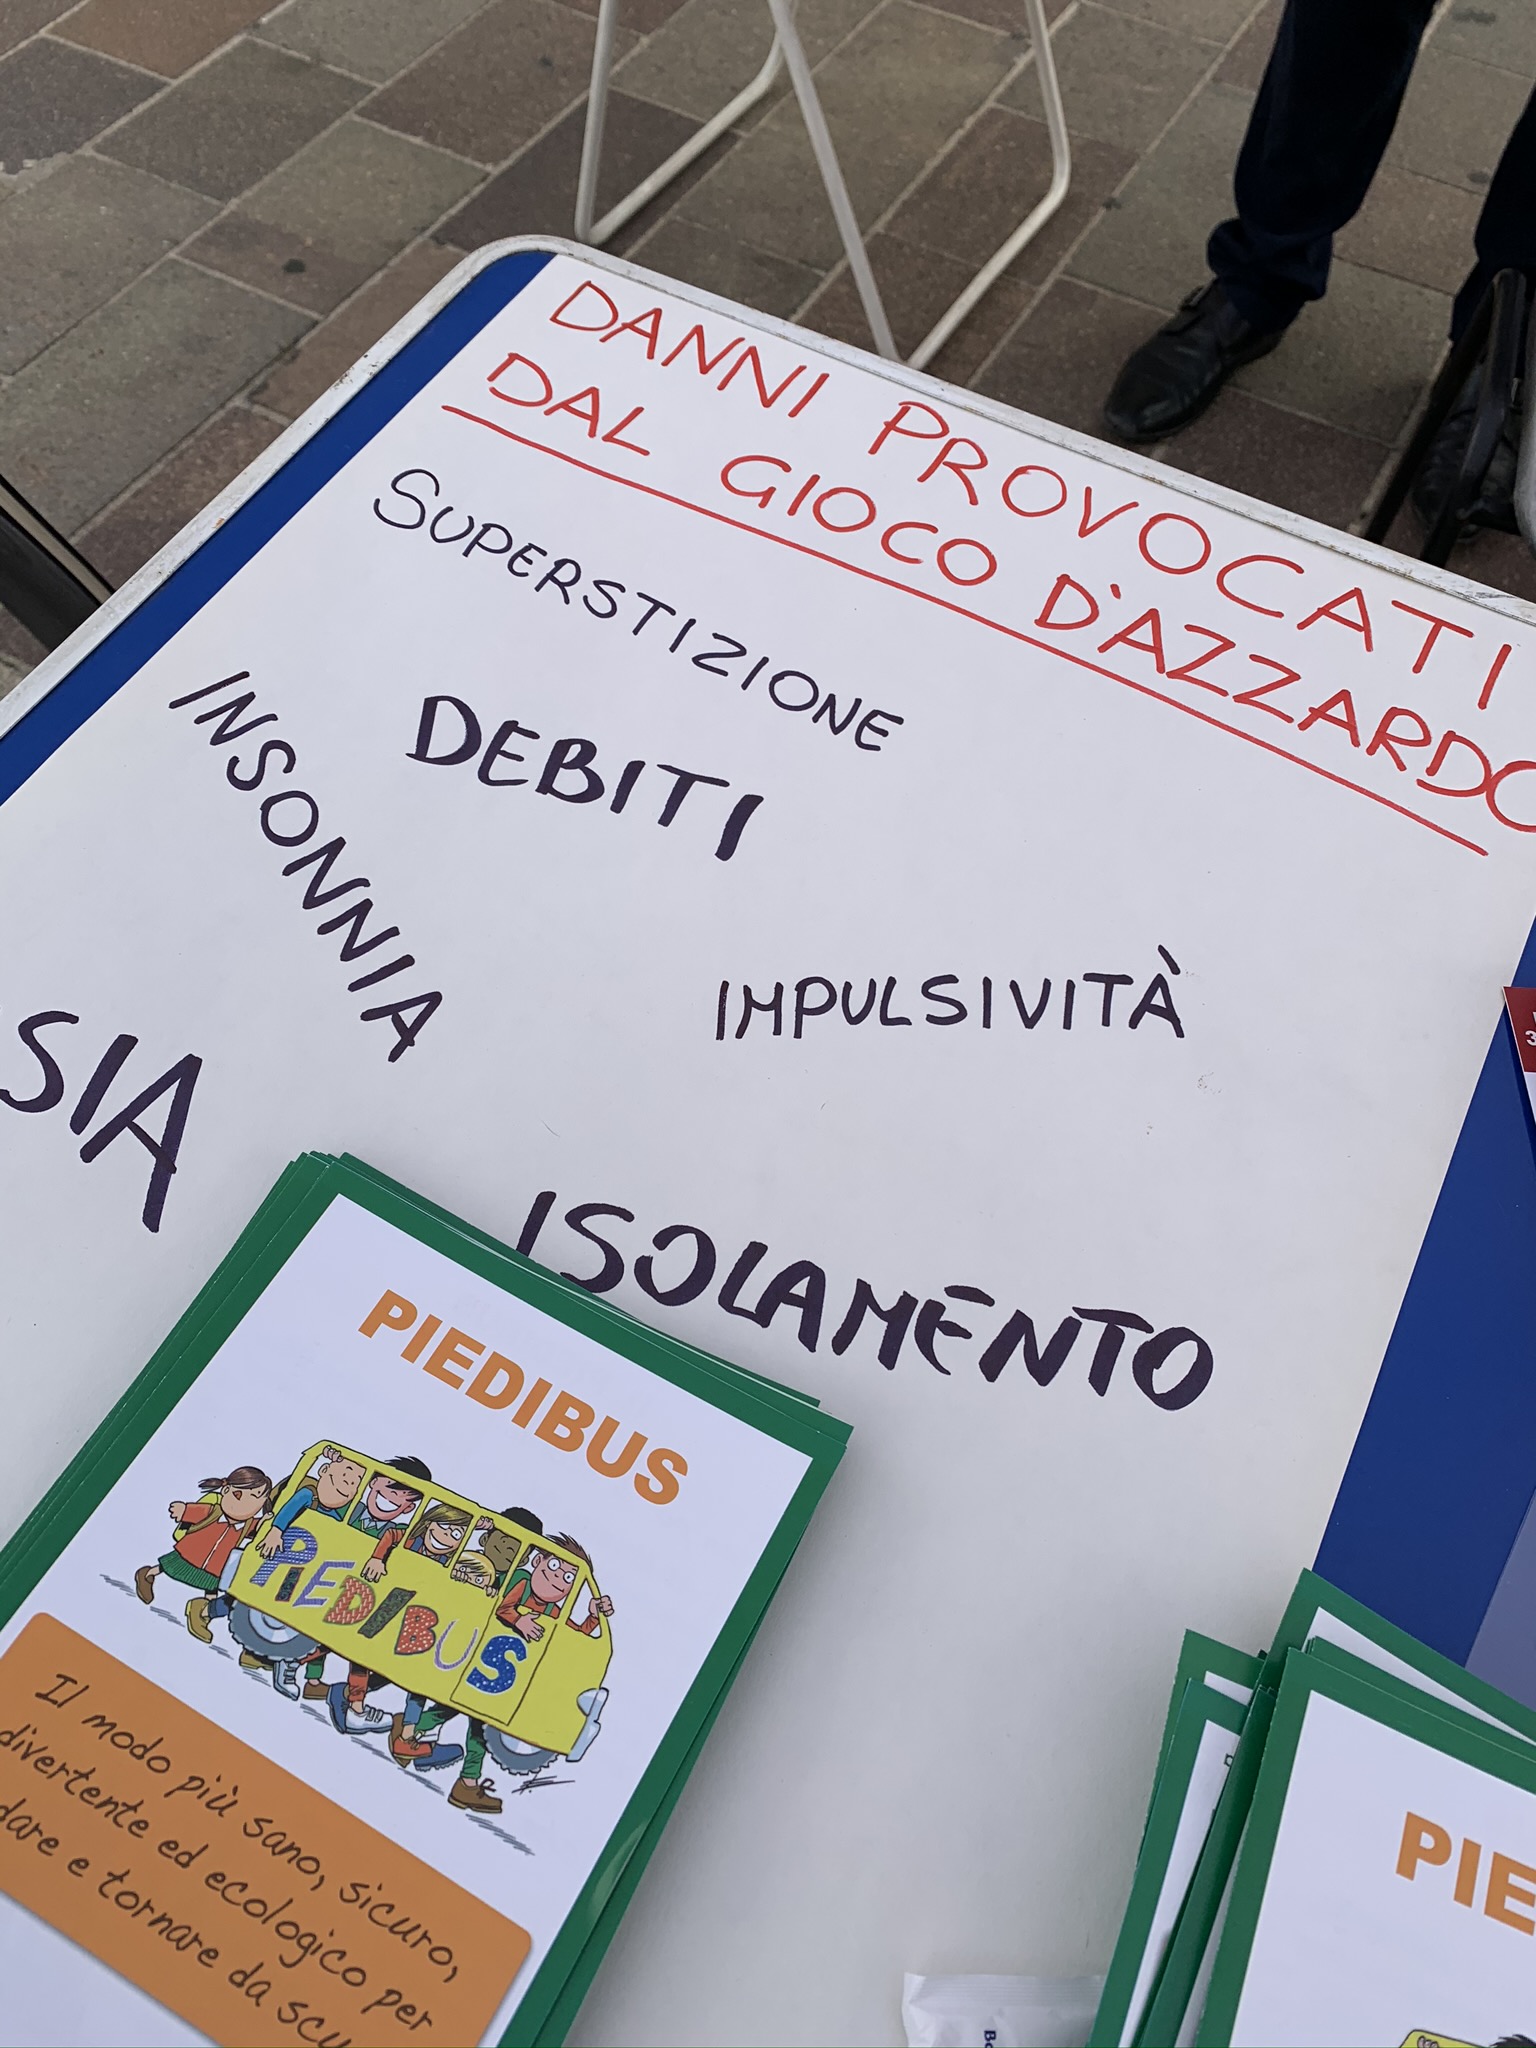 DANNI PROVOCATI
DAL GIOCO D'AZZARDO
SUPERSTIZIONE
DEBITI
INSONNIA
IMPULSIVITÀ
SIA
ISOLAMENTO
PIEDIBUS
PIEDIBUS
Il modo più sano, sicuro,
divertente ed ecologico per
dare e tornare da scu
PIE